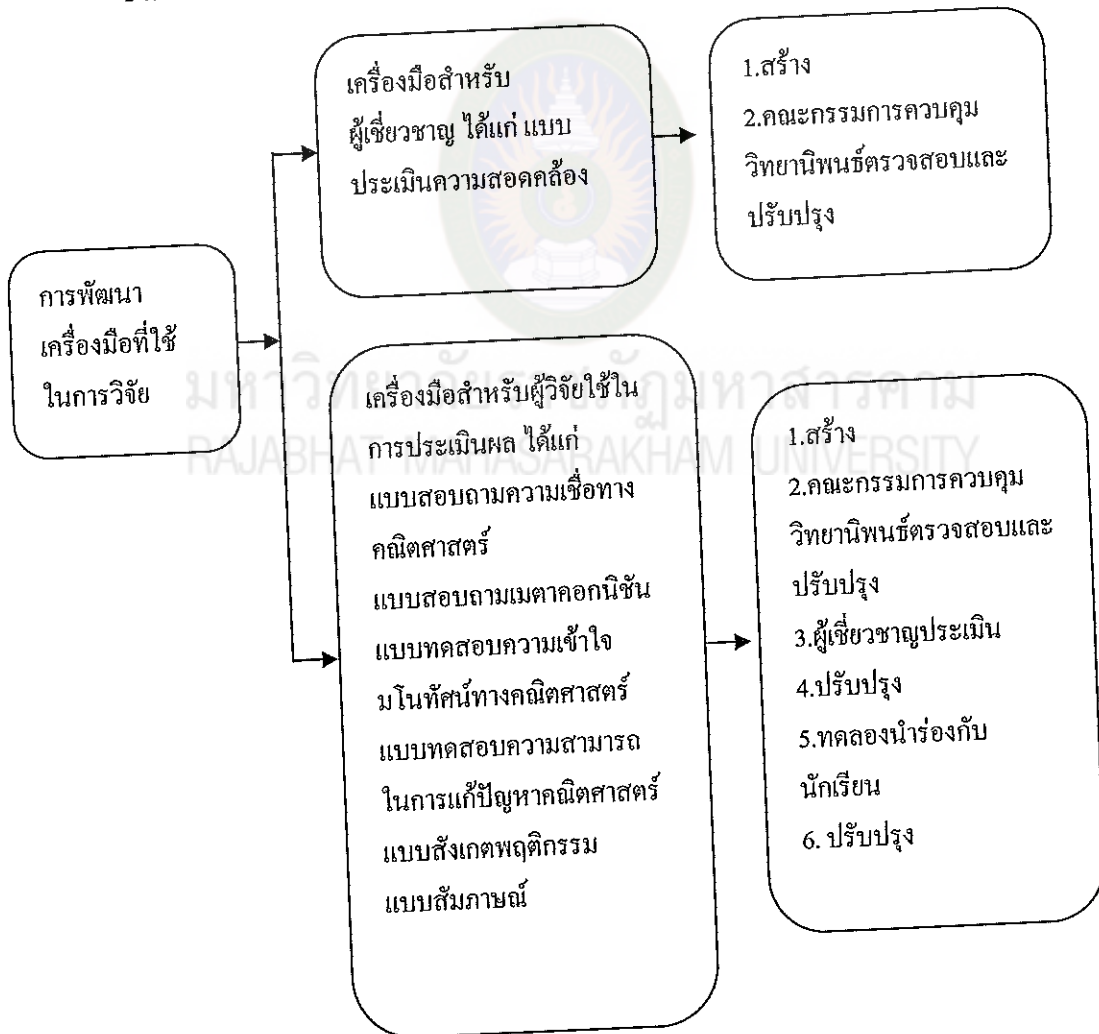 เครื่องมือสำหรับ
ผู้เชี่ยวชาญ ได้แก่ แบบ
ประเมินความสอดคล้อง
1.สร้าง
2.คณะกรรมการควบคุม
วิทยานิพนธ์ตรวจสอบและ
ปรับปรุง
การพัฒนา
เครื่องมือที่ใช้
ในการวิจัย
เครื่องมือสำหรับผู้วิจัยใช้ใน
การประเมินผล ได้แก่
แบบสอบถามความเชื่อทาง
คณิตศาสตร์
แบบสอบถามเมตาคอกนิชัน
แบบทดสอบความเข้าใจ
มโนทัศน์ทางคณิตศาสตร์
แบบทดสอบความสามารถ
ในการแก้ปัญหาคณิตศาสตร์
แบบสังเกตพฤติกรรม
แบบสัมภาษณ์
1.สร้าง
2.คณะกรรมการควบคุม
วิทยานิพนธ์ตรวจสอบและ
ปรับปรุง
3.ผู้เชี่ยวชาญประเมิน
4.ปรับปรุง
5.ทดลองนำร่องกับ
นักเรียน
6. ปรับปรุง
มหาวิทยาลัยราชภัฏมหาสารคาม
RAJABHAT MAHASARAKHAM UNIVERSITY